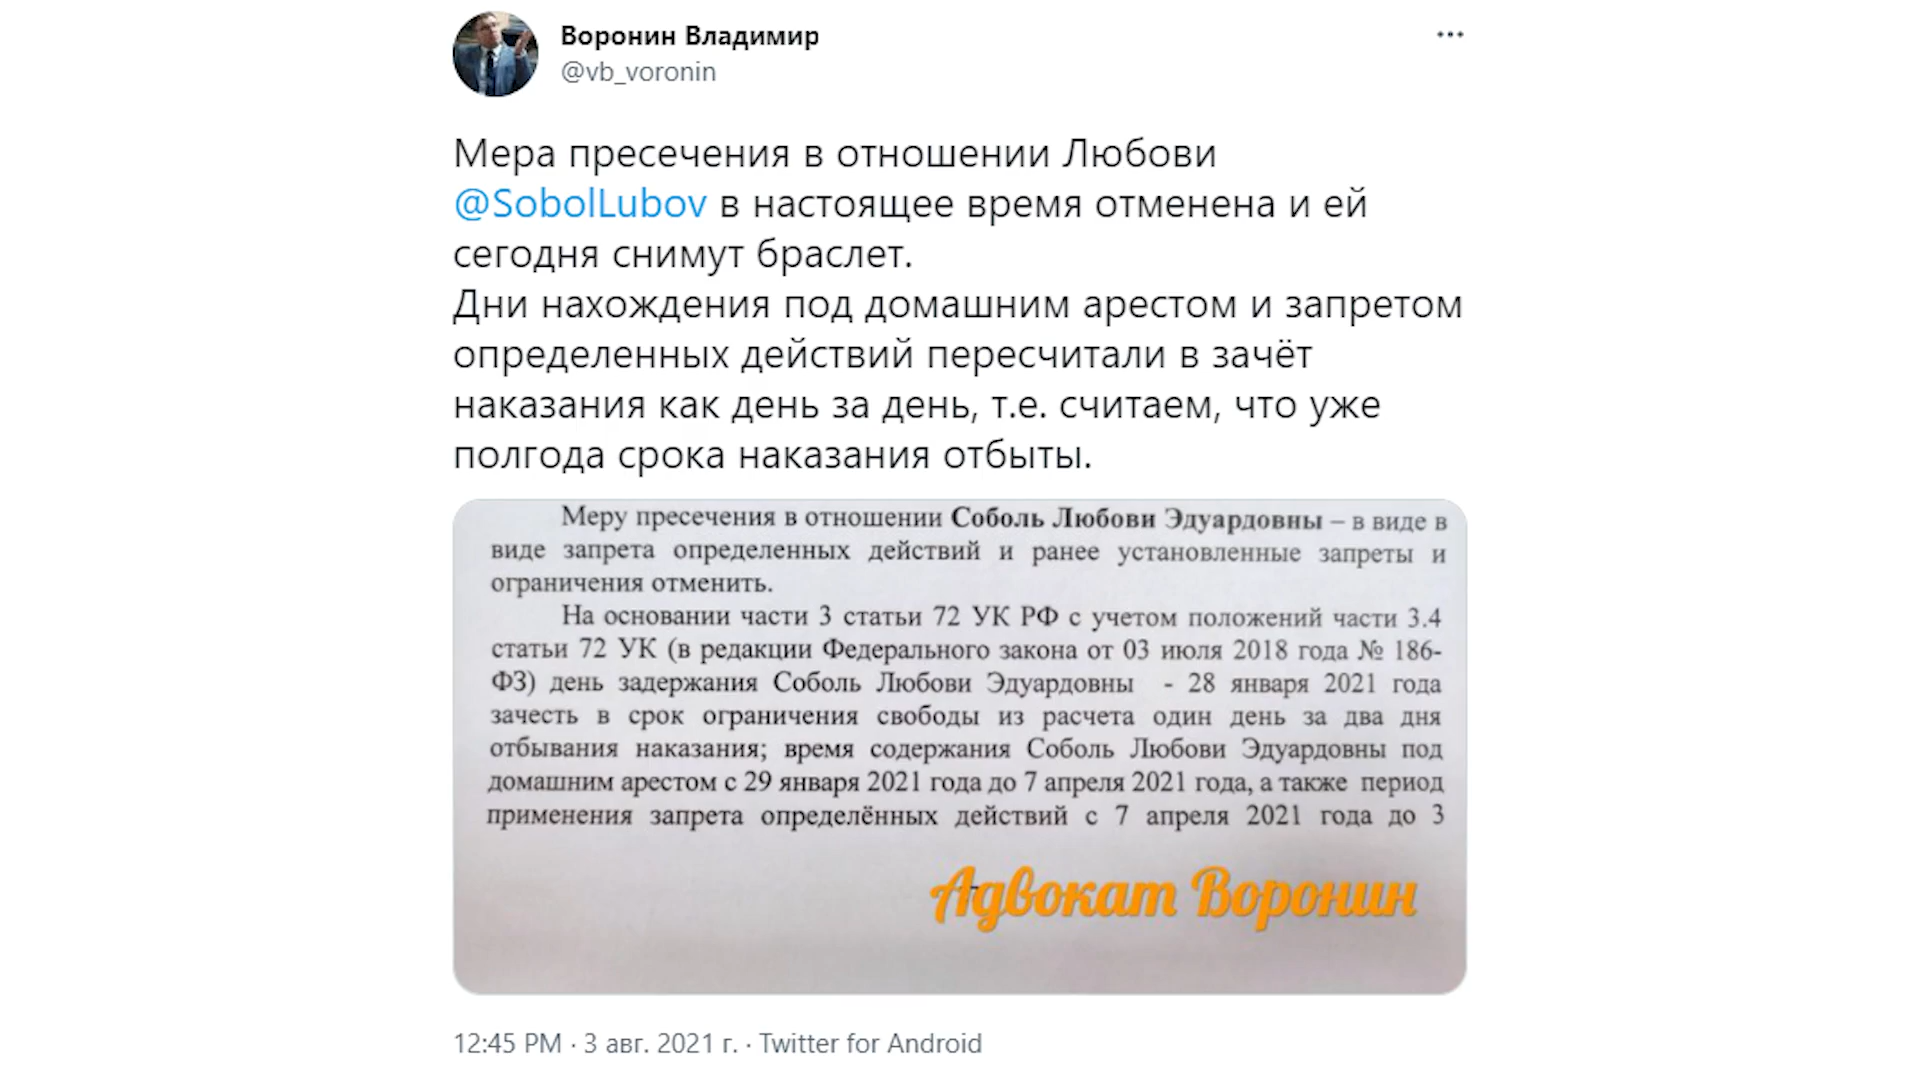 Воронин Владимир
@vb_voronin
Мера пресечения в отношении Любови
@SobolLubov в настоящее время отменена и ей
сегодня снимут браслет.
Дни нахождения под домашним арестом и запретом
определенных действий пересчитали в зачёт
наказания как день за день, т.е. считаем, что уже
полгода срока наказания отбыты.
Меру пресечения в отношении Соболь Любови Эдуардовны – в виде в
виде запрета определенных действий и ранее установленные запреты и
ограничения отменить.
На основании части 3 статьи 72 УК РФ с учетом положений части 3.4
статьи 72 УК (в редакции Федерального закона от 03 июля 2018 года № 186-
ФЗ) день задержания Соболь Любови Эдуардовны - 28 января 2021 года
зачесть в срок ограничения свободы из расчета один день за два дня
отбывания наказания; время содержания Соболь Любови Эдуардовны под
домашним арестом с 29 января 2021 года до 7 апреля 2021 года, а также период
применения запрета определённых действий с 7 апреля 2021 года до 3
Адвокат Воронин
12:45 PM · 3 авг. 2021 г. · Twitter for Android